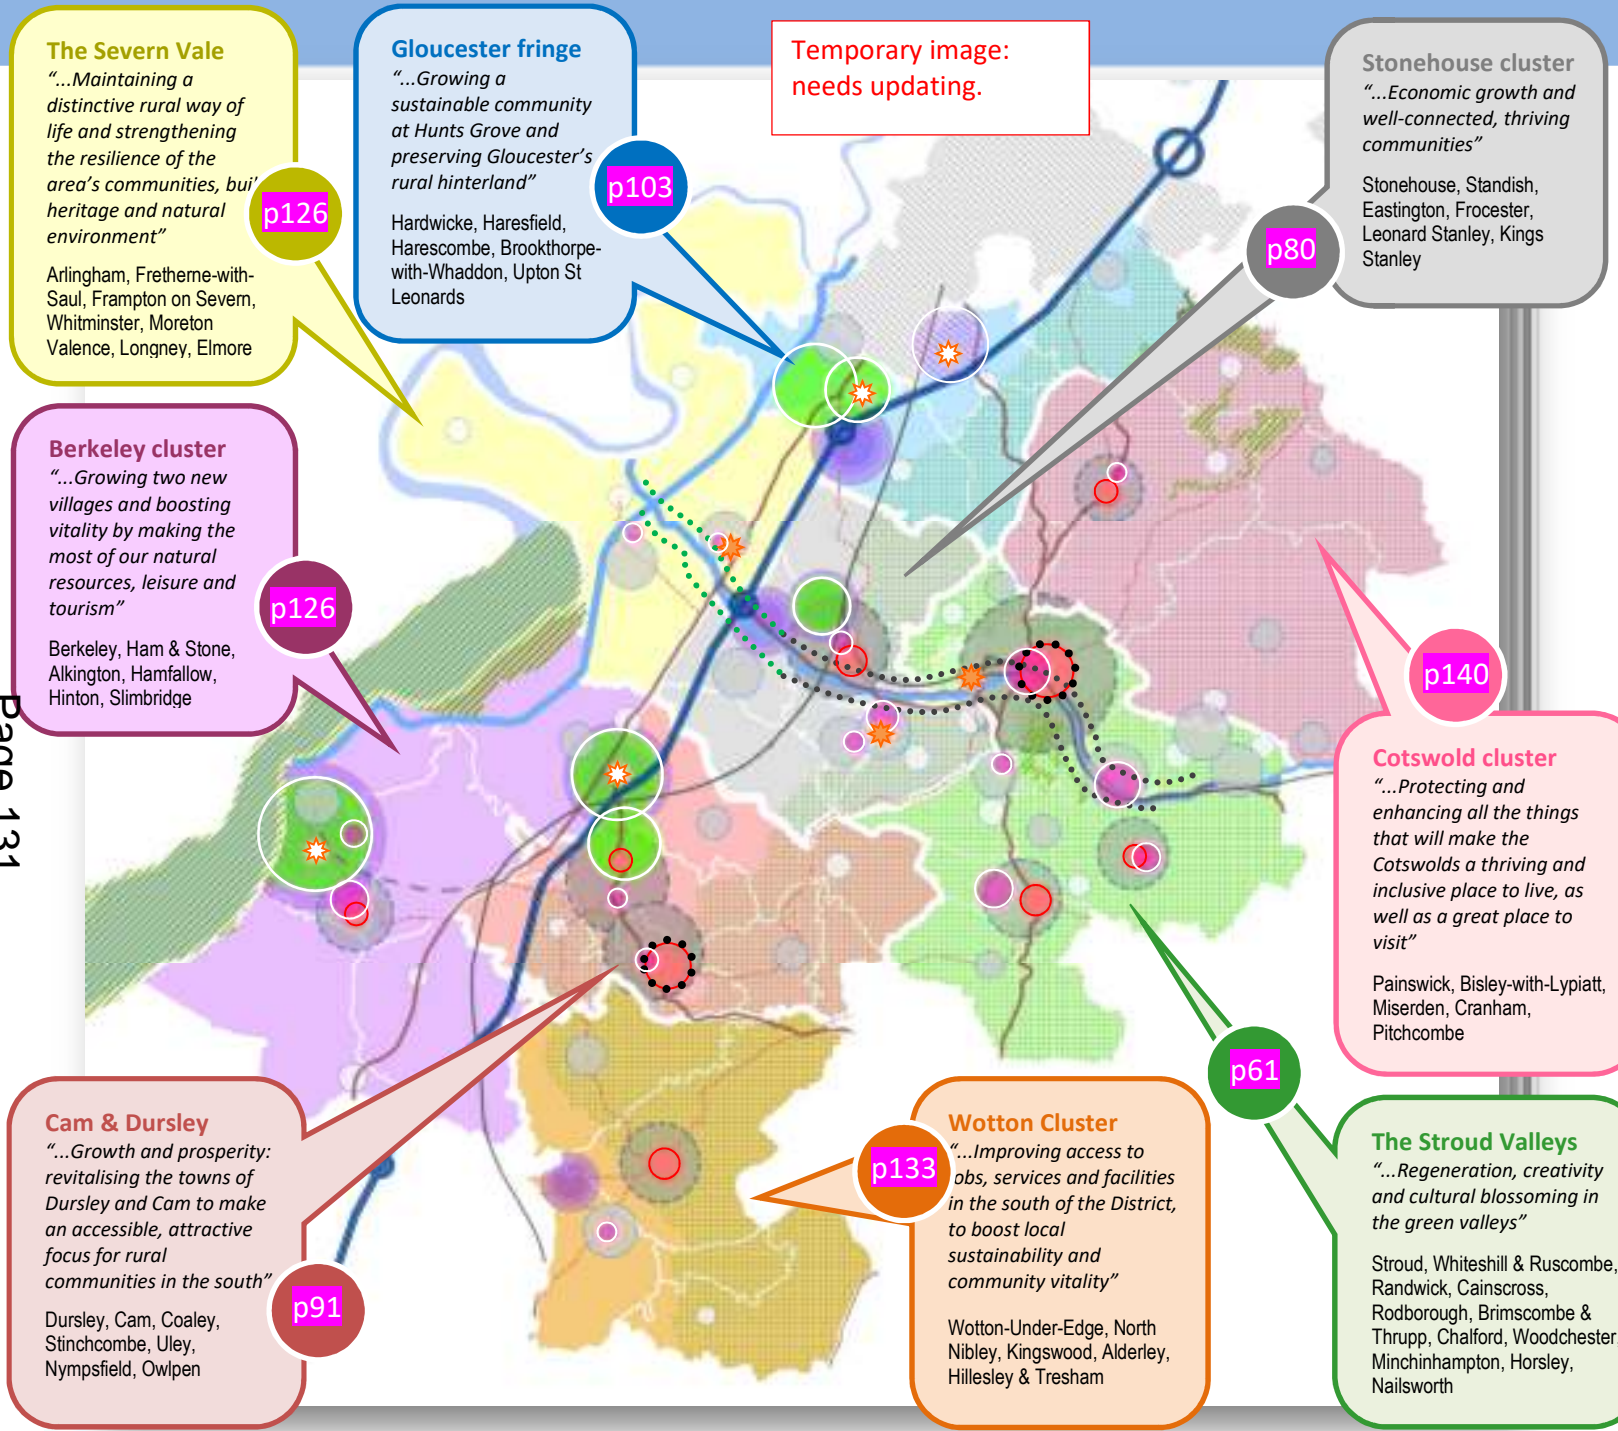 The Severn Vale
“...Maintaining a
distinctive rural way of
life and strengthening
the resilience of the
area’s communities,
heritage and natural
environment”
Arlingham, Fretherne-with-
Saul, Frampton on Severn,
Whitminster, Moreton
Valence, Longney, Elmore
p126
Gloucester fringe
“...Growing a
sustainable community
at Hunts Grove and
preserving Gloucester’s
rural hinterland”
Hardwicke, Haresfield,
Harescombe, Brookthorpe-
with-Whaddon, Upton St
Leonards
p103
Temporary image:
needs updating.
Stonehouse cluster
“...Economic growth and
well-connected, thriving
communities”
Stonehouse, Standish,
Eastington, Frocester,
Leonard Stanley, Kings
Stanley
p80
Berkeley cluster
“...Growing two new
villages and boosting
vitality by making the
most of our natural
resources, leisure and
tourism”
Berkeley, Ham & Stone,
Alkington, Hamfallow,
Hinton, Slimbridge
p126
Page 131
p140
Cotswold cluster
“...Protecting and
enhancing all the things
that will make the
Cotswolds a thriving and
inclusive place to live, as
well as a great place to
visit”
Painswick, Bisley-with-Lypiatt,
Miserden, Cranham,
Pitchcombe
Cam & Dursley
“...Growth and prosperity:
revitalising the towns of
Dursley and Cam to make
an accessible, attractive
focus for rural
communities in the south”
Dursley, Cam, Coaley,
Stinchcombe, Uley,
Nympsfield, Owlpen
p91
Wotton Cluster
“...Improving access to
jobs, services and facilities
in the south of the District,
to boost local
sustainability and
community vitality”
Wotton-Under-Edge, North
Nibley, Kingswood, Alderley,
Hillesley & Tresham
p133
p61
The Stroud Valleys
“...Regeneration, creativity
and cultural blossoming in
the green valleys”
Stroud, Whiteshill & Ruscombe,
Randwick, Cainscross,
Rodborough, Brimscombe &
Thrupp, Chalford, Woodchester,
Minchinhampton, Horsley,
Nailsworth